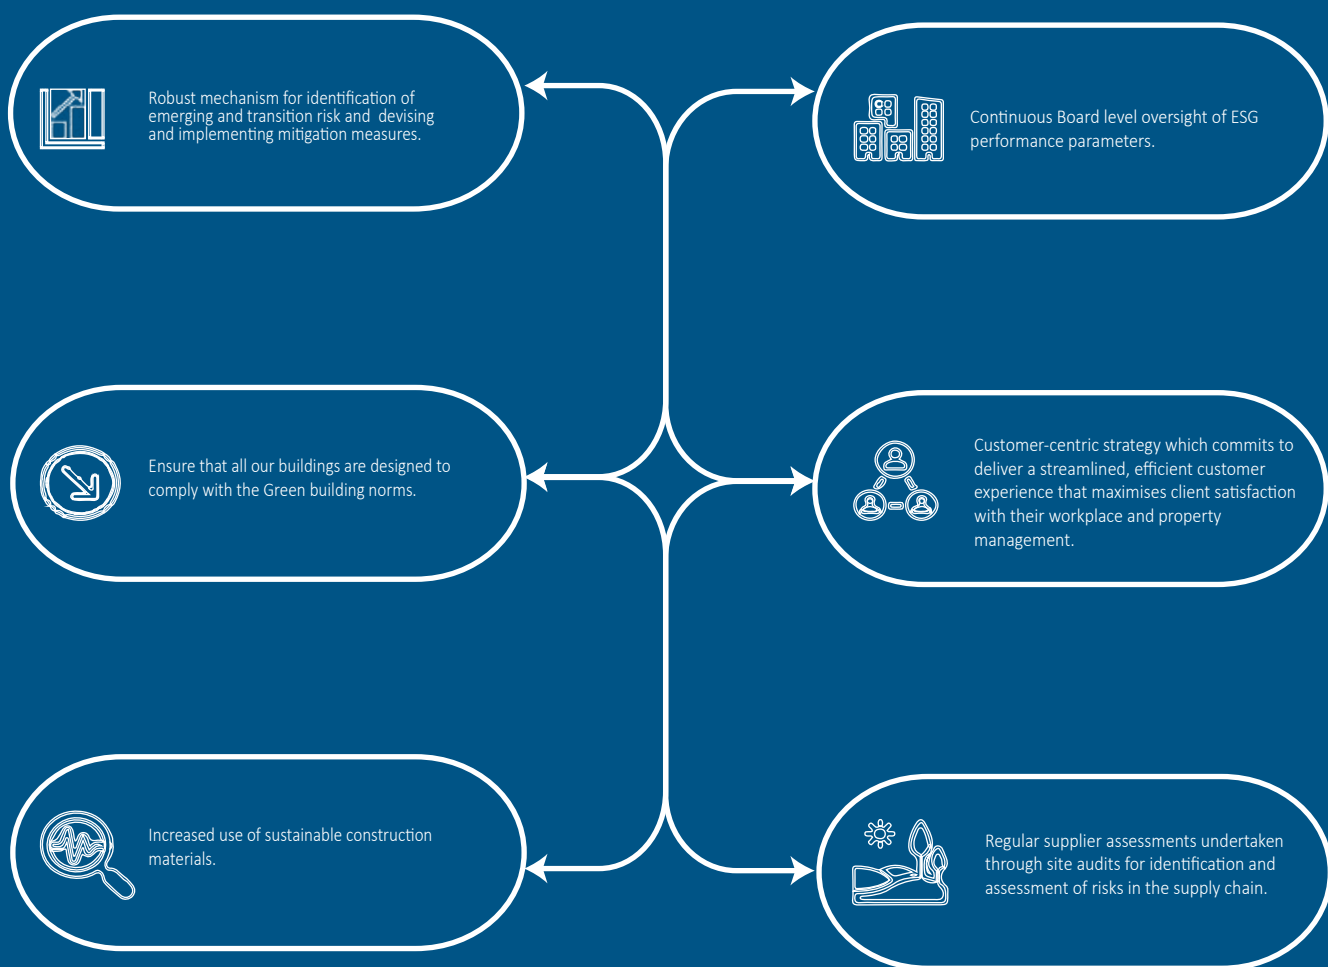 Robust mechanism for identification of
emerging and transition risk and  devising
and implementing mitigation measures.
Continuous Board level oversight of ESG
performance parameters.
Ensure that all our buildings are designed to
comply with the Green building norms.
Customer-centric strategy which commits to
deliver a streamlined, efficient customer
experience that maximises client satisfaction
with their workplace and property
management.
Increased use of sustainable construction
materials.
Regular supplier assessments undertaken
through site audits for identification and
assessment of risks in the supply chain.